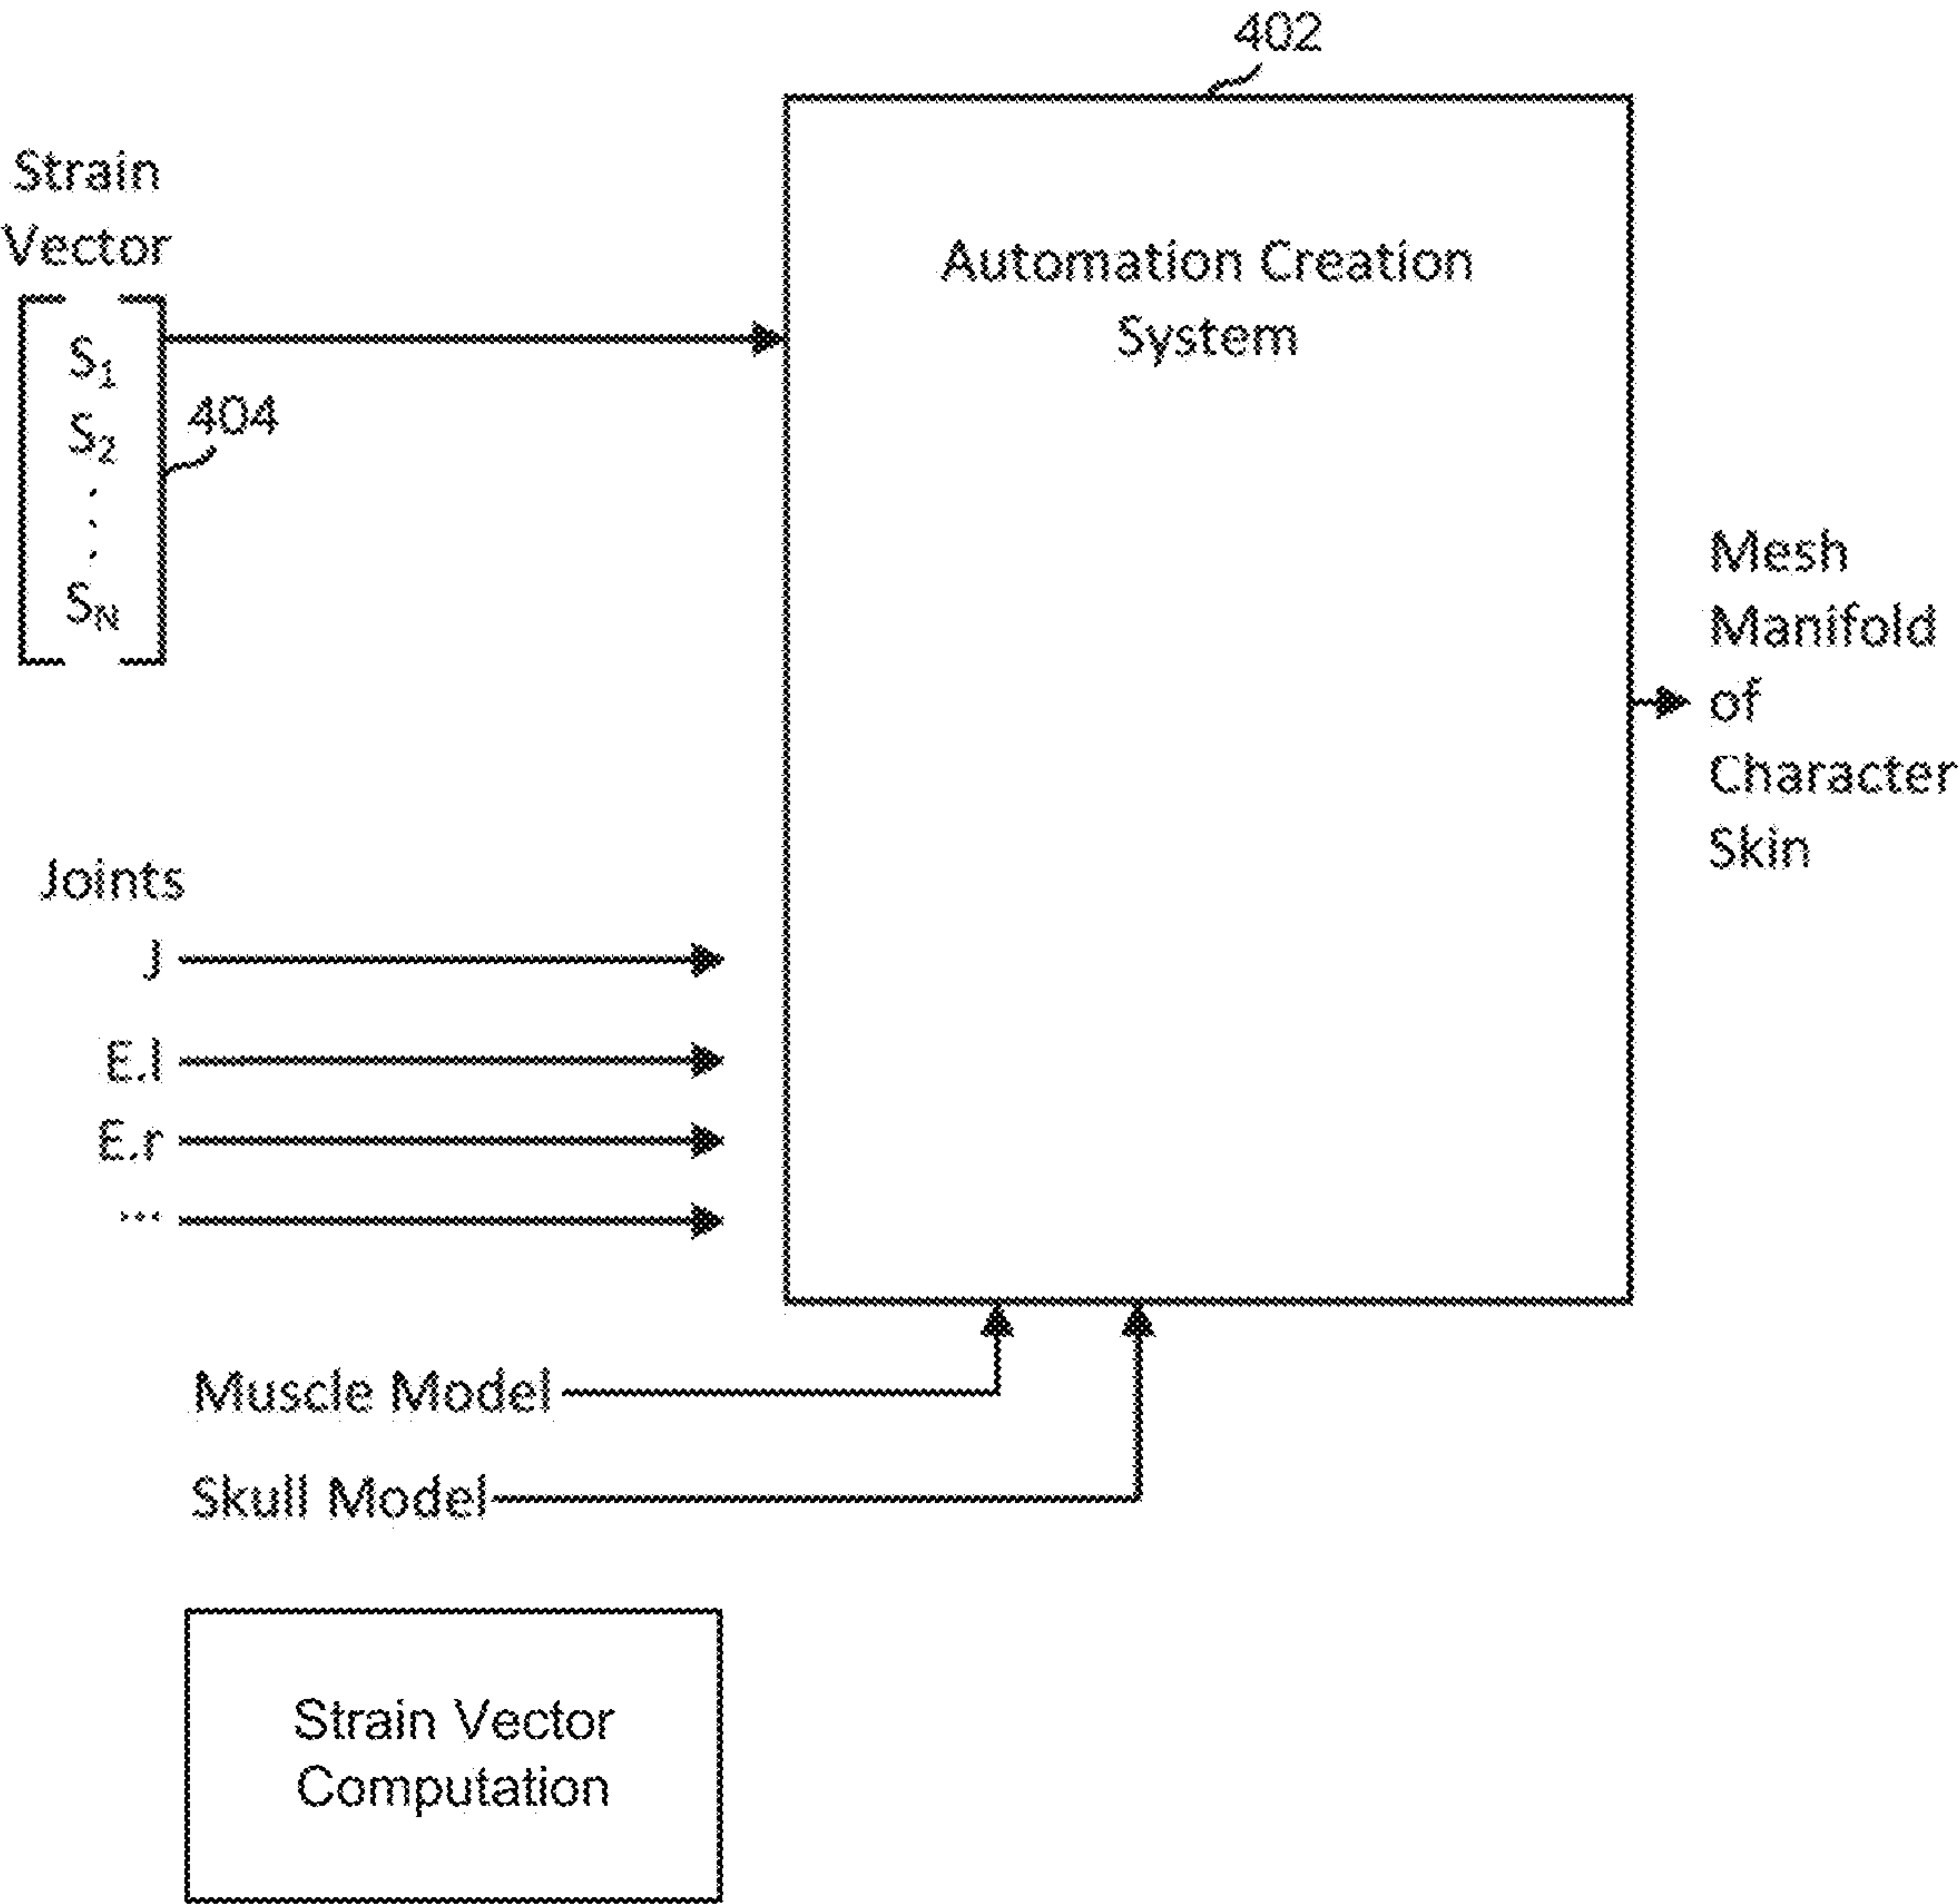 402
Strain
Vector
Automation Creation
System
S1
S2
.
.
.
SN
404
Mesh
Manifold
of
Character
Skin
Joints
J
E.l
E.r
...
Muscle Model
Skull Model
Strain Vector
Computation